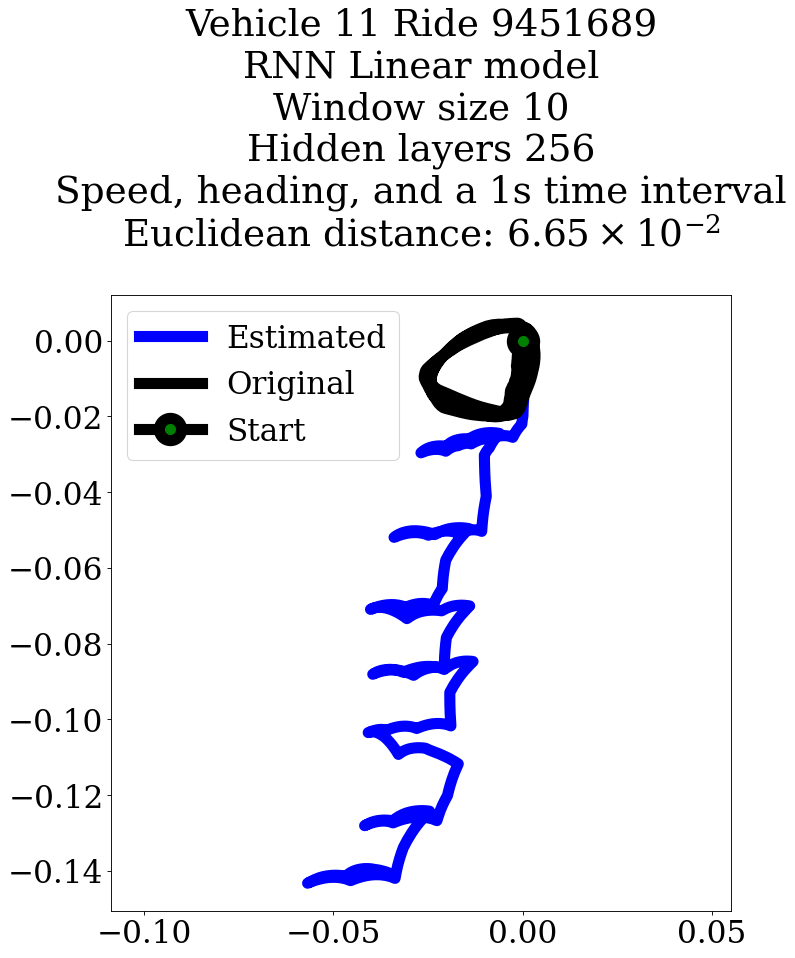 Vehicle 11 Ride 9451689
RNN Linear model
Window size 10
Hidden layers 256
Speed, heading, and a 1s time interval
Euclidean distance: 6.65 × 10⁻²
Estimated
Original
Start
0.00
−0.02
−0.04
−0.06
−0.08
−0.10
−0.12
−0.14
−0.10
−0.05
0.00
0.05